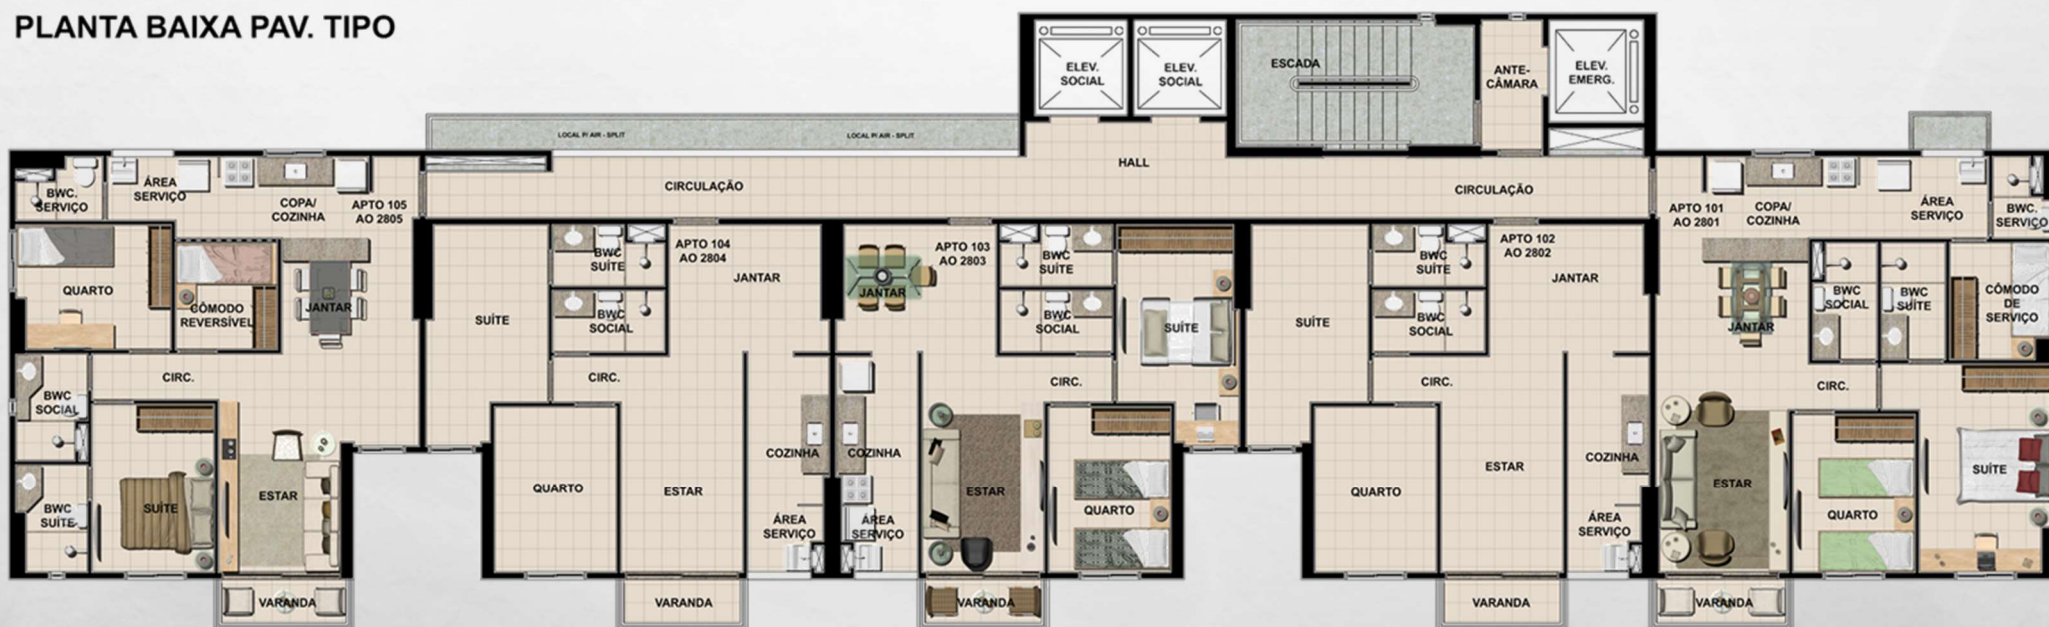 PLANTA BAIXA PAV. TIPO
ELEV.
SOCIAL
ELEV.
SOCIAL
ESCADA
ANTE-
CÂMARA
ELEV.
EMERG.
LOCAL P/ AIR - SPLIT
LOCAL P/ AIR - SPLIT
HALL
CIRCULAÇÃO
CIRCULAÇÃO
BWC.
SERVIÇO
ÁREA
SERVIÇO
COPA/
COZINHA
APTO 105
AO 2805
QUARTO
CÔMODO
REVERSÍVEL
JANTAR
CIRC.
BWC
SOCIAL
BWC
SUÍTE
SUÍTE
ESTAR
VARANDA
SUÍTE
BWC
SUÍTE
BWC
SOCIAL
APTO 104
AO 2804
JANTAR
CIRC.
QUARTO
ESTAR
COZINHA
ÁREA
SERVIÇO
VARANDA
APTO 103
AO 2803
JANTAR
BWC
SUÍTE
BWC
SOCIAL
SUÍTE
CIRC.
COZINHA
ESTAR
ÁREA
SERVIÇO
QUARTO
VARANDA
SUÍTE
BWC
SUÍTE
BWC
SOCIAL
APTO 102
AO 2802
JANTAR
CIRC.
QUARTO
ESTAR
COZINHA
ÁREA
SERVIÇO
VARANDA
APTO 101
AO 2801
COPA/
COZINHA
ÁREA
SERVIÇO
BWC.
SERVIÇO
JANTAR
BWC
SOCIAL
BWC
SUÍTE
CÔMODO
DE
SERVIÇO
CIRC.
ESTAR
QUARTO
SUÍTE
VARANDA